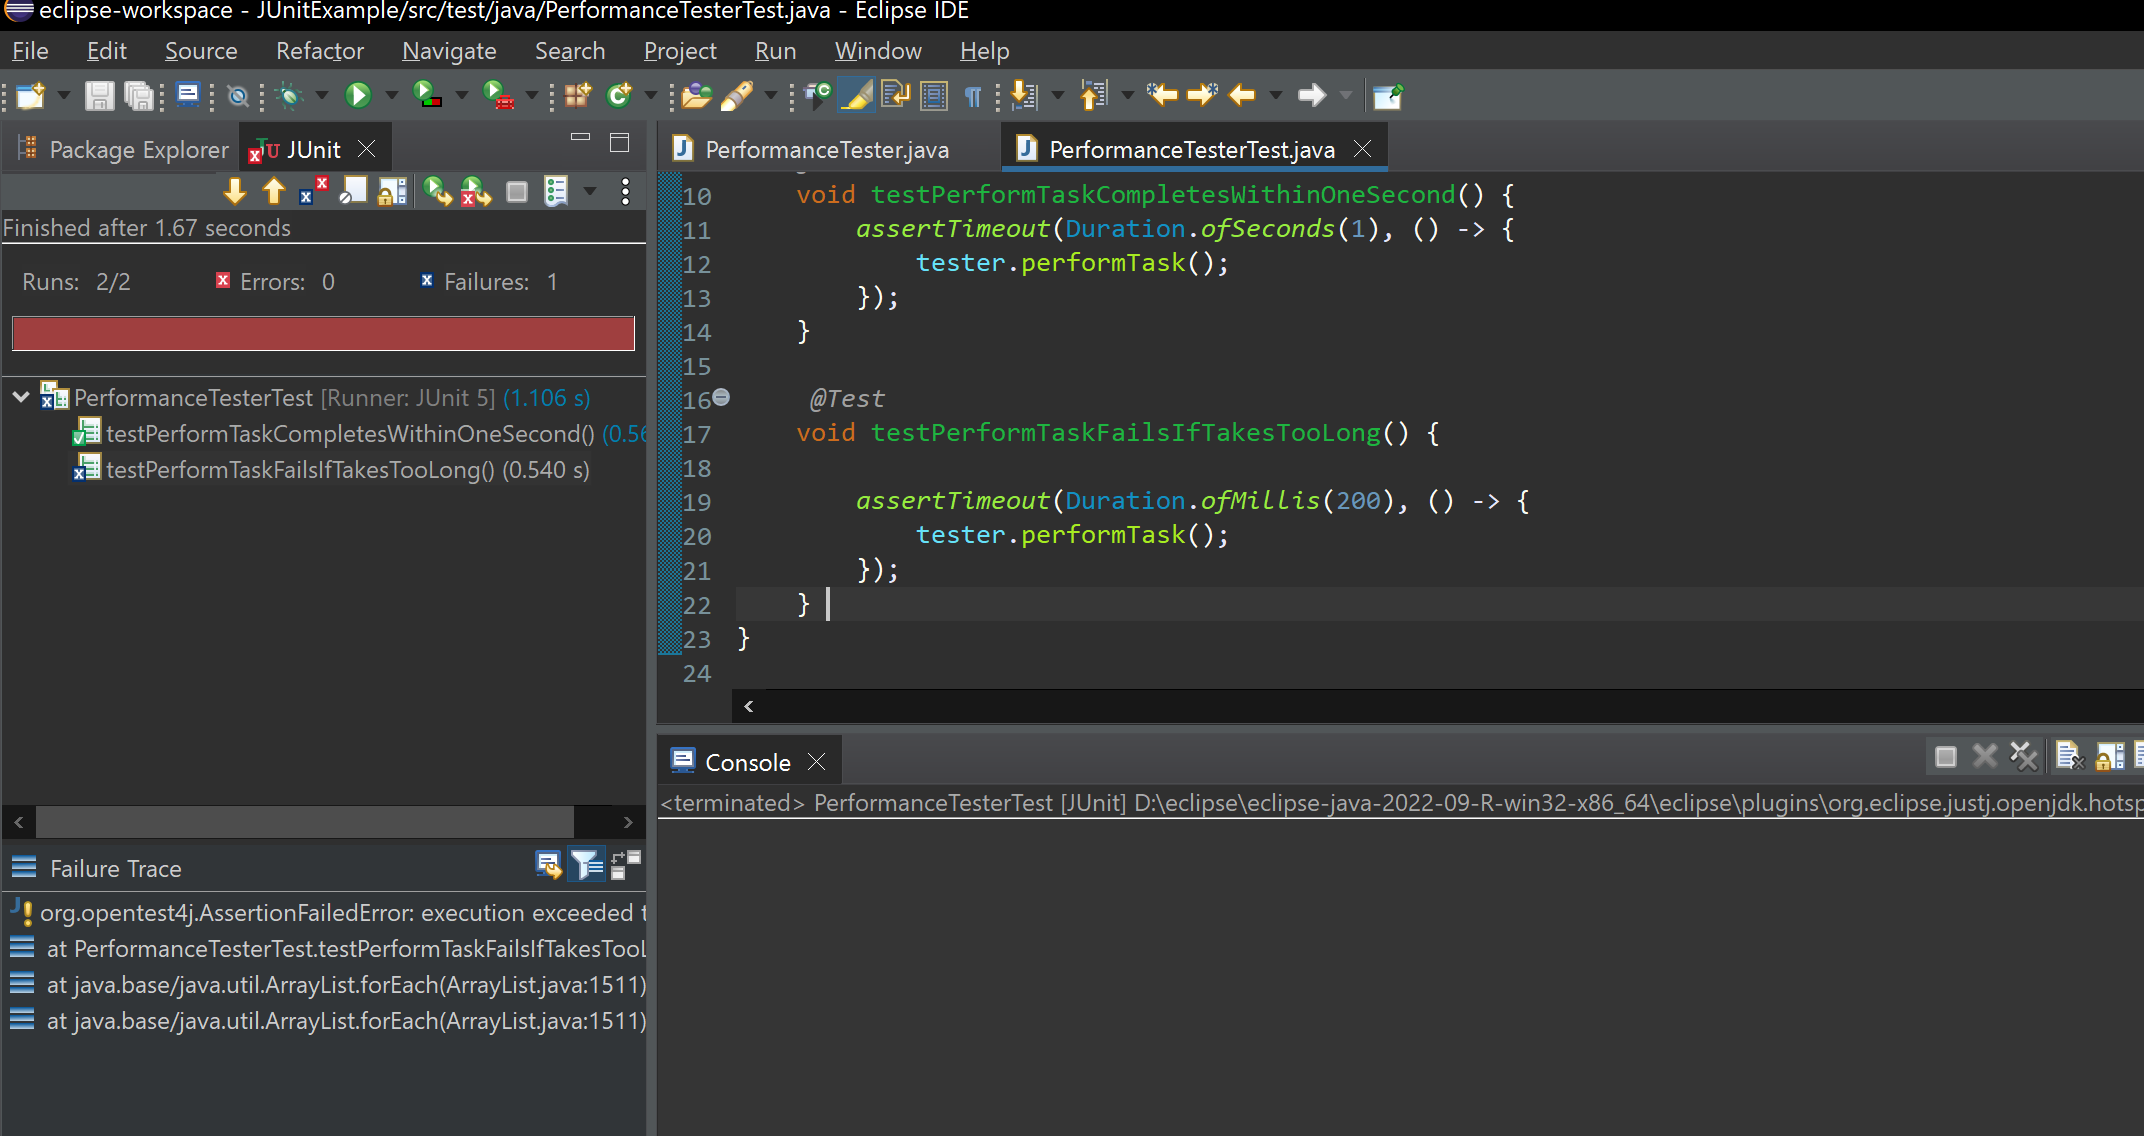 eclipse-workspace - JUnitExample/src/test/java/PerformanceTesterTest.java - Eclipse IDE
File Edit Source Refactor Navigate Search Project Run Window Help
Package Explorer JUnit
Finished after 1.67 seconds
Runs: 2/2 Errors: 0 Failures: 1
PerformanceTesterTest [Runner: JUnit 5] (1.106 s)
testPerformTaskCompletesWithinOneSecond() (0.56
testPerformTaskFailsIfTakesTooLong() (0.540 s)
Failure Trace
org.opentest4j.AssertionFailedError: execution exceeded t
at PerformanceTesterTest.testPerformTaskFailsIfTakesTooL
at java.base/java.util.ArrayList.forEach(ArrayList.java:1511)
at java.base/java.util.ArrayList.forEach(ArrayList.java:1511)
PerformanceTester.java PerformanceTesterTest.java
10 void testPerformTaskCompletesWithinOneSecond() {
11 assertTimeout(Duration.ofSeconds(1), () -> {
12 tester.performTask();
13 });
14 }
15
16 @Test
17 void testPerformTaskFailsIfTakesTooLong() {
18
19 assertTimeout(Duration.ofMillis(200), () -> {
20 tester.performTask();
21 });
22 }
23 }
24
Console
<terminated> PerformanceTesterTest [JUnit] D:\eclipse\eclipse-java-2022-09-R-win32-x86_64\eclipse\plugins\org.eclipse.justj.openjdk.hotsp